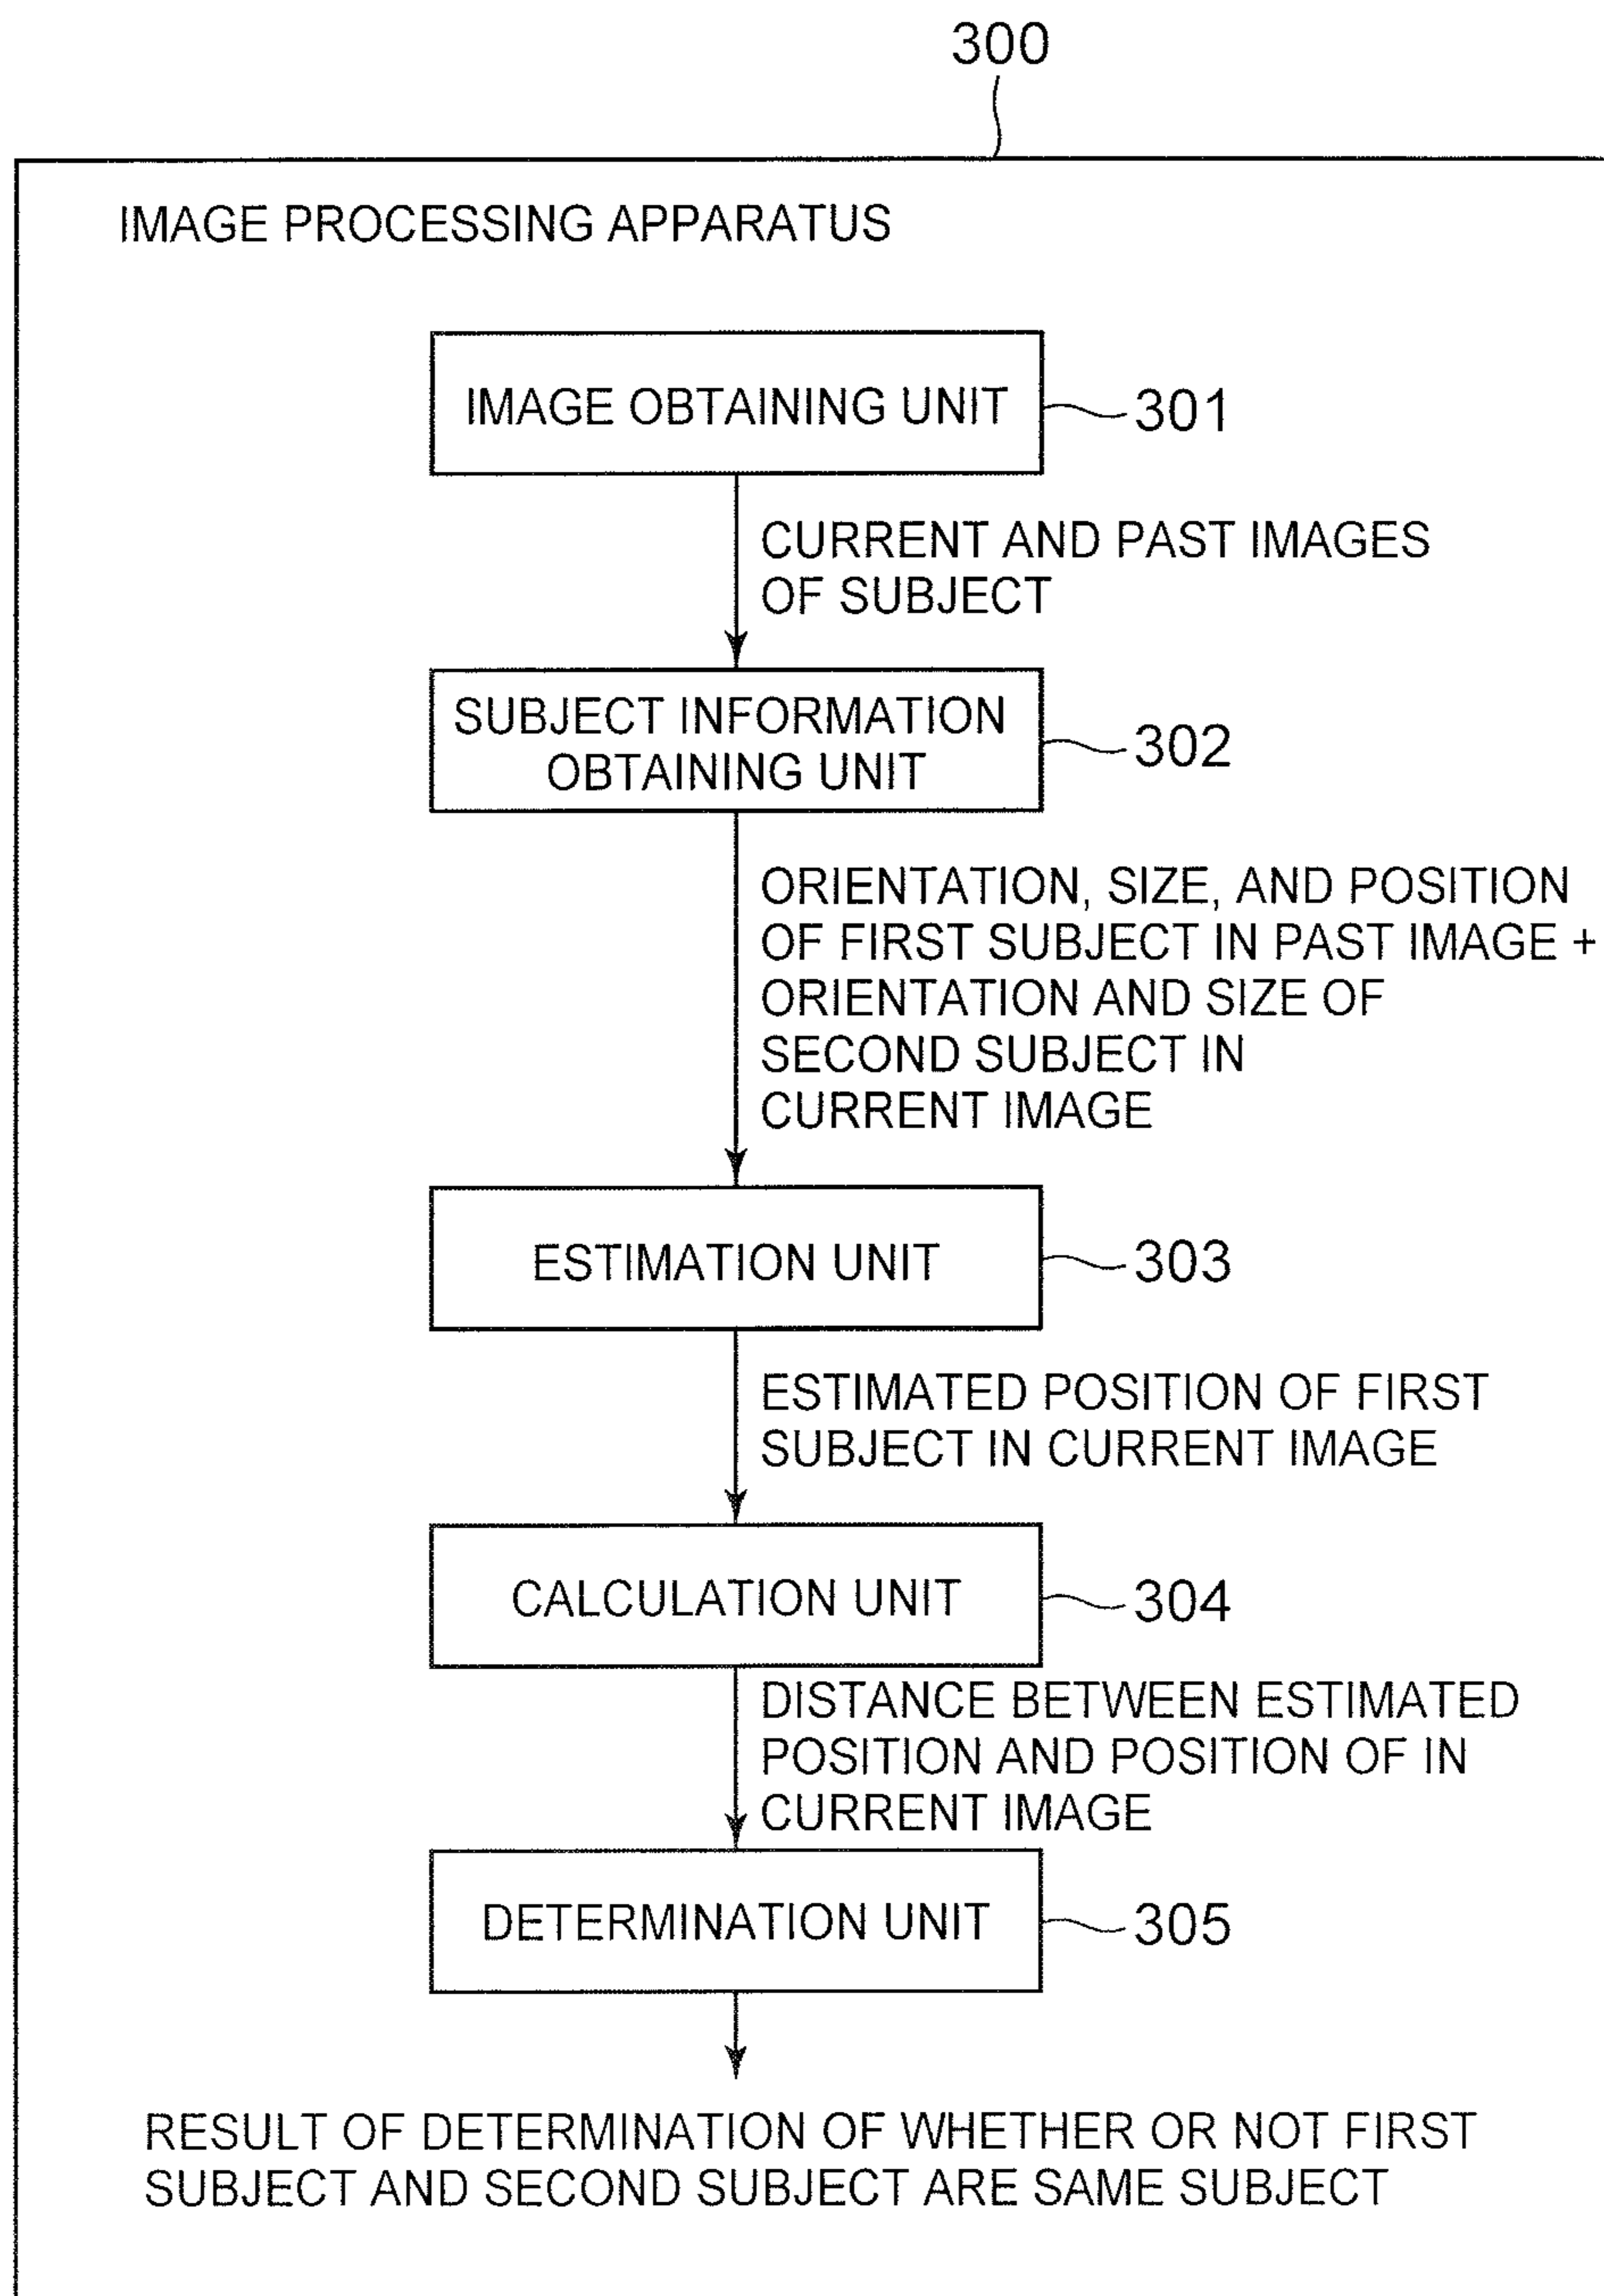 300
IMAGE PROCESSING APPARATUS
IMAGE OBTAINING UNIT
301
CURRENT AND PAST IMAGES
OF SUBJECT
SUBJECT INFORMATION
OBTAINING UNIT
302
ORIENTATION, SIZE, AND POSITION
OF FIRST SUBJECT IN PAST IMAGE +
ORIENTATION AND SIZE OF
SECOND SUBJECT IN
CURRENT IMAGE
ESTIMATION UNIT
303
ESTIMATED POSITION OF FIRST
SUBJECT IN CURRENT IMAGE
CALCULATION UNIT
304
DISTANCE BETWEEN ESTIMATED
POSITION AND POSITION OF IN
CURRENT IMAGE
DETERMINATION UNIT
305
RESULT OF DETERMINATION OF WHETHER OR NOT FIRST
SUBJECT AND SECOND SUBJECT ARE SAME SUBJECT